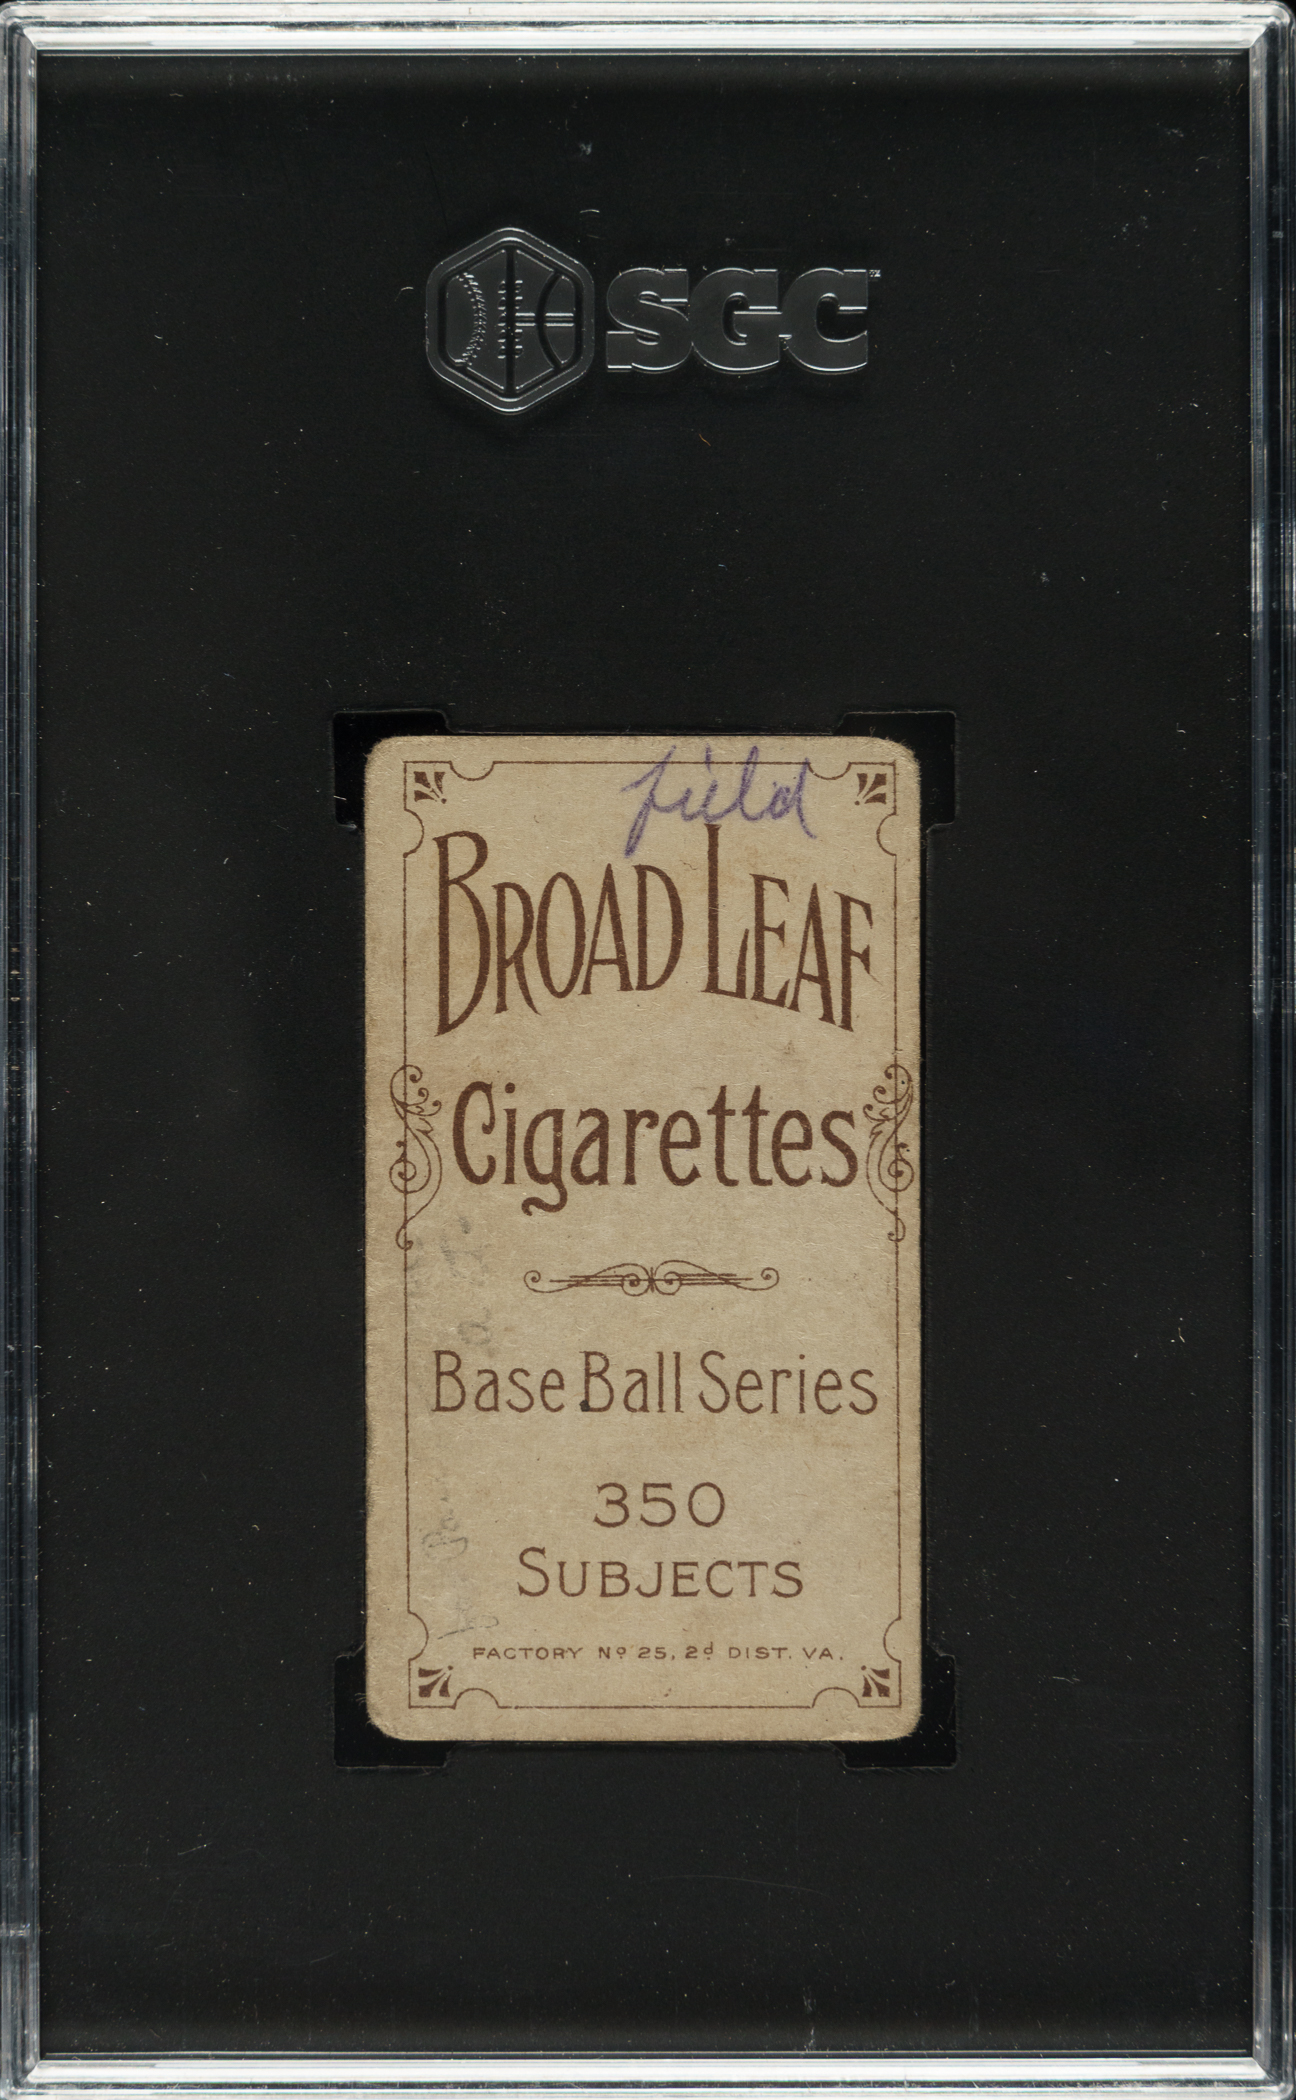 SGC
field
BROAD LEAF
Cigarettes
Base Ball Series
350
SUBJECTS
FACTORY Nº 25, 2d DIST. VA.